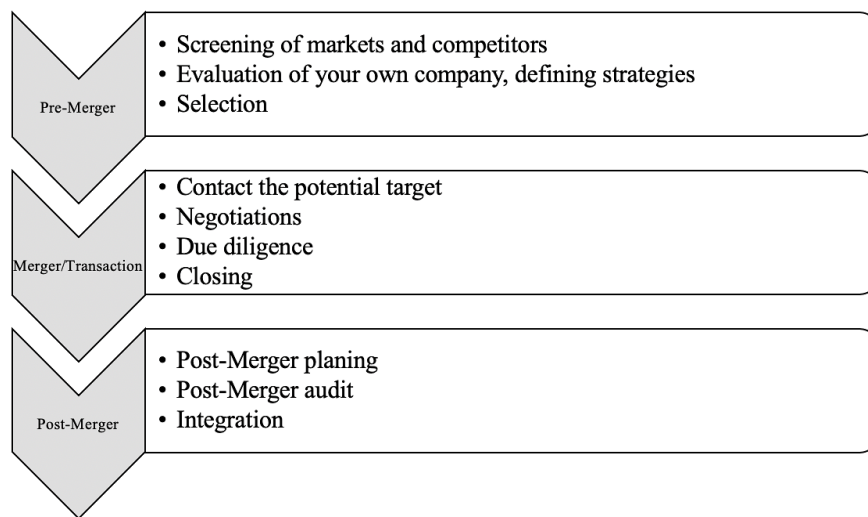 Pre-Merger
• Screening of markets and competitors
• Evaluation of your own company, defining strategies
• Selection
Merger/Transaction
• Contact the potential target
• Negotiations
• Due diligence
• Closing
Post-Merger
• Post-Merger planing
• Post-Merger audit
• Integration